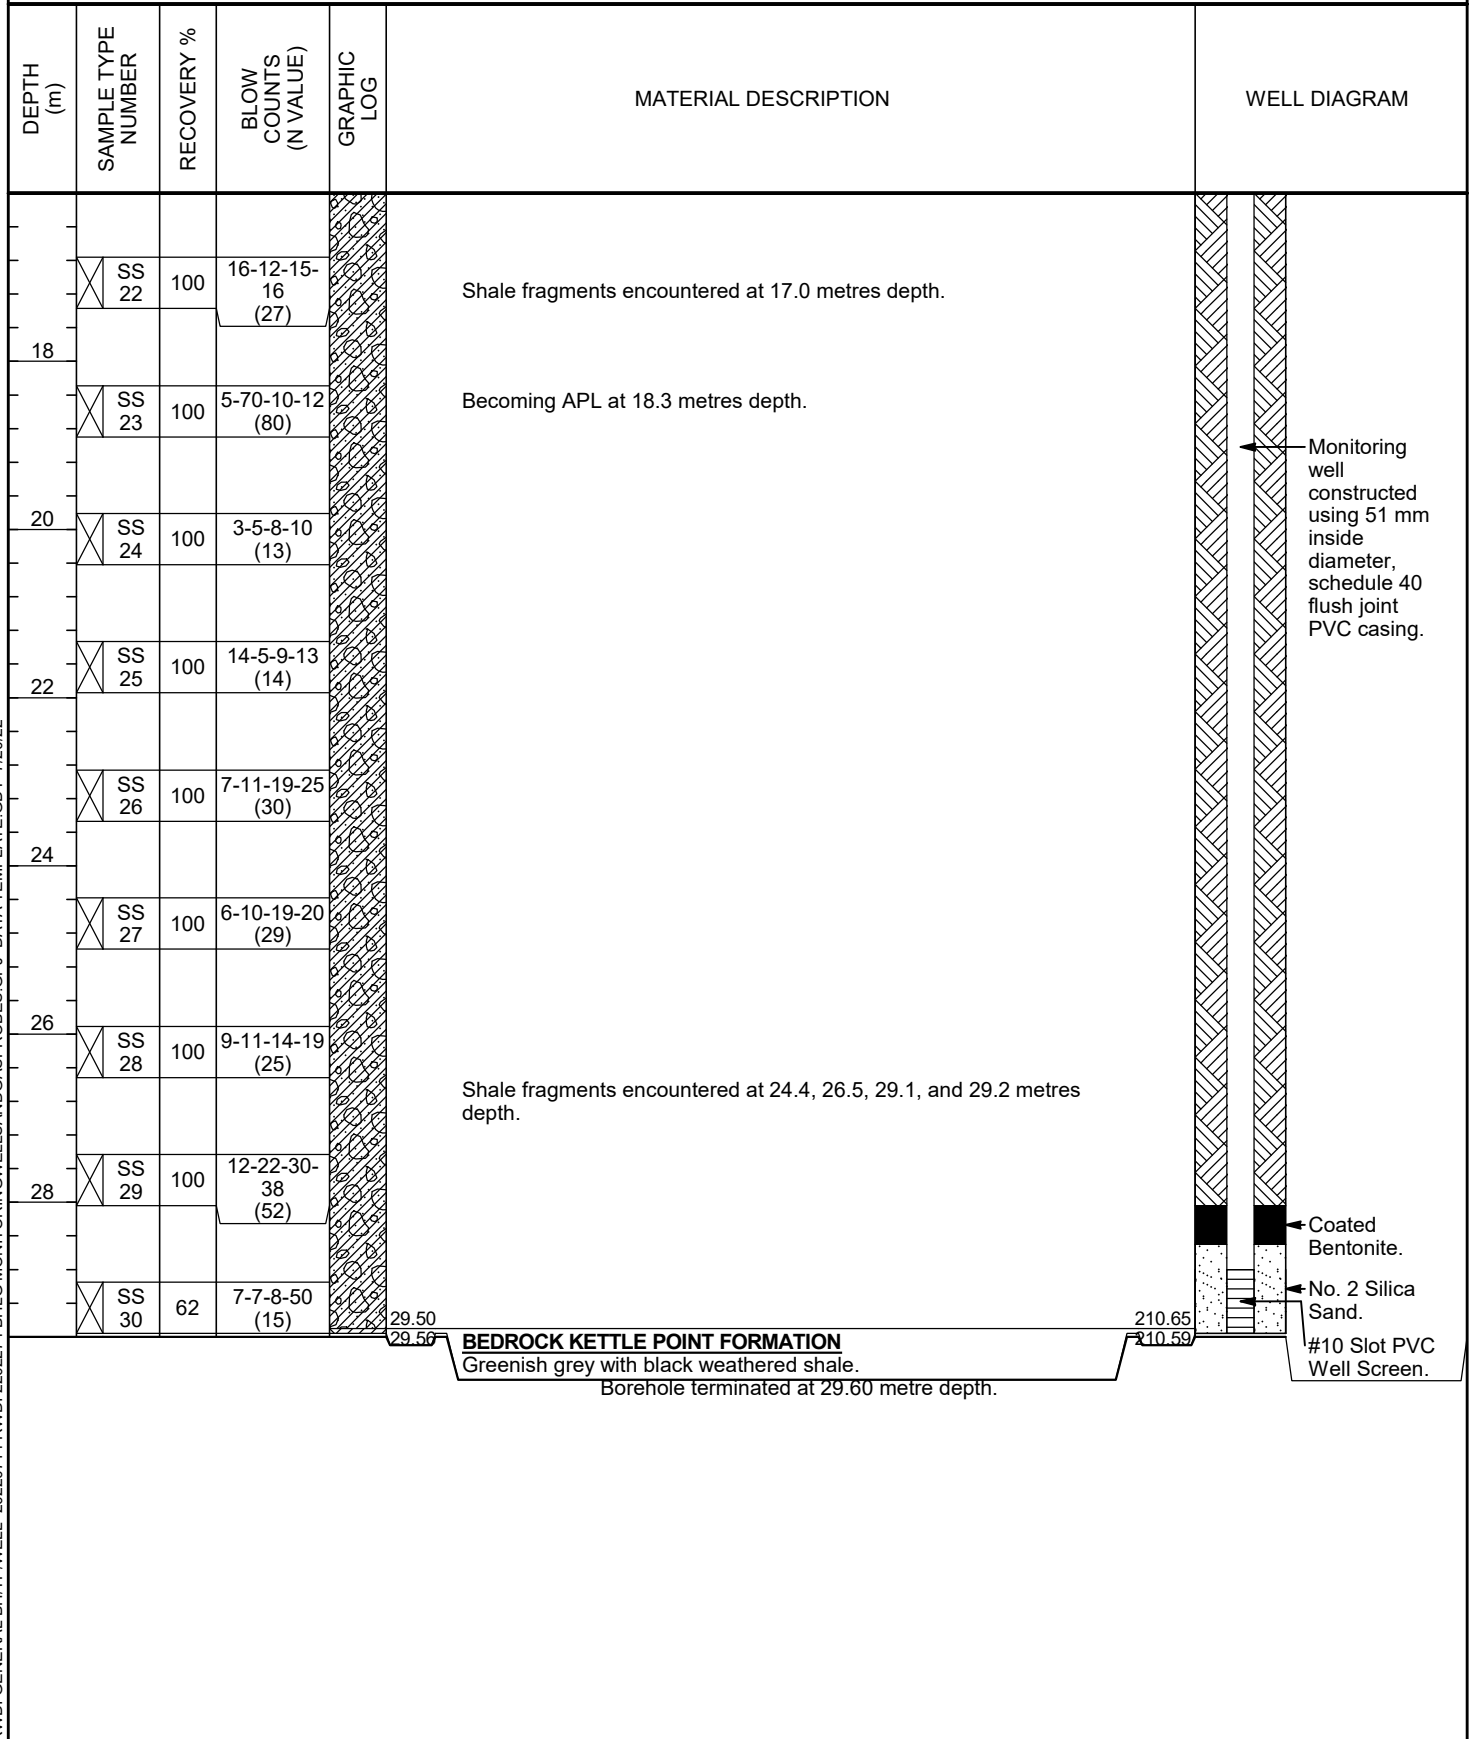 DEPTH
(m)
SAMPLE TYPE
NUMBER
RECOVERY %
BLOW
COUNTS
(N VALUE)
GRAPHIC
LOG
MATERIAL DESCRIPTION
WELL DIAGRAM
SS
22
100
16-12-15-
16
(27)
Shale fragments encountered at 17.0 metres depth.
18
SS
23
100
5-70-10-12
(80)
Becoming APL at 18.3 metres depth.
Monitoring
well
constructed
using 51 mm
inside
diameter,
schedule 40
flush joint
PVC casing.
20
SS
24
100
3-5-8-10
(13)
SS
25
100
14-5-9-13
(14)
22
SS
26
100
7-11-19-25
(30)
24
SS
27
100
6-10-19-20
(29)
26
SS
28
100
9-11-14-19
(25)
Shale fragments encountered at 24.4, 26.5, 29.1, and 29.2 metres
depth.
SS
29
100
12-22-30-
38
(52)
28
Coated
Bentonite.
SS
30
62
7-7-8-50
(15)
No. 2 Silica
Sand.
29.50
210.65
29.56
BEDROCK KETTLE POINT FORMATION
210.59
Greenish grey with black weathered shale.
#10 Slot PVC
Well Screen.
Borehole terminated at 29.60 metre depth.